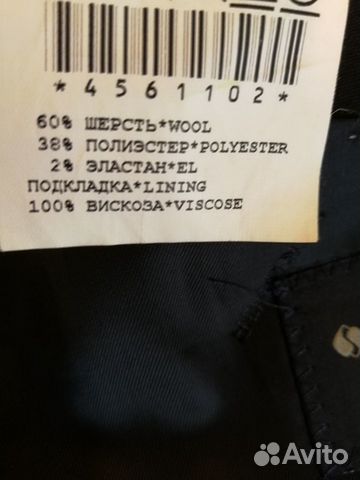 *4561102*
60% ШЕРСТЬ*WOOL
38% ПОЛИЭСТЕР*POLYESTER
2% ЭЛАСТАН*EL
ПОДКЛАДКА*LINING
100% ВИСКОЗА*VISCOSE
S
Avito